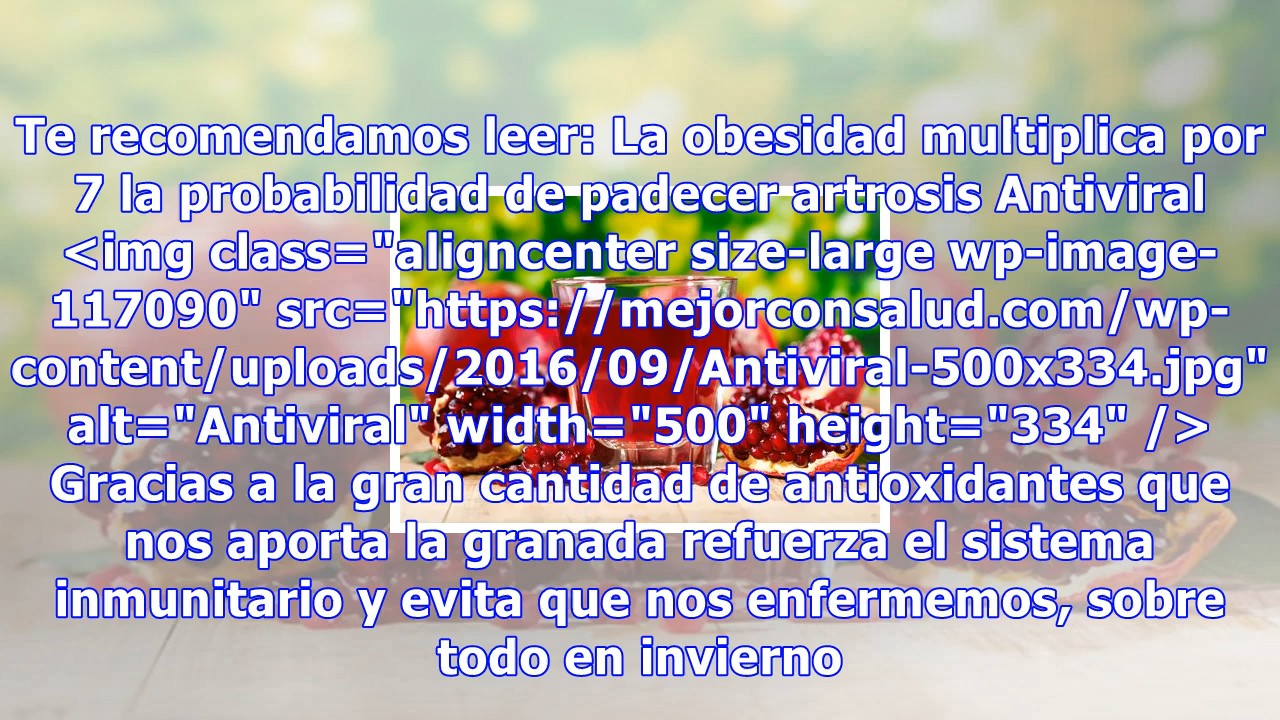 Te recomendamos leer: La obesidad multiplica por
7 la probabilidad de padecer artrosis Antiviral
<img class="aligncenter size-large wp-image-
117090" src="https://mejorconsalud.com/wp-
content/uploads/2016/09/Antiviral-500x334.jpg"
alt="Antiviral" width="500" height="334" />
Gracias a la gran cantidad de antioxidantes que
nos aporta la granada refuerza el sistema
inmunitario y evita que nos enfermemos, sobre
todo en invierno